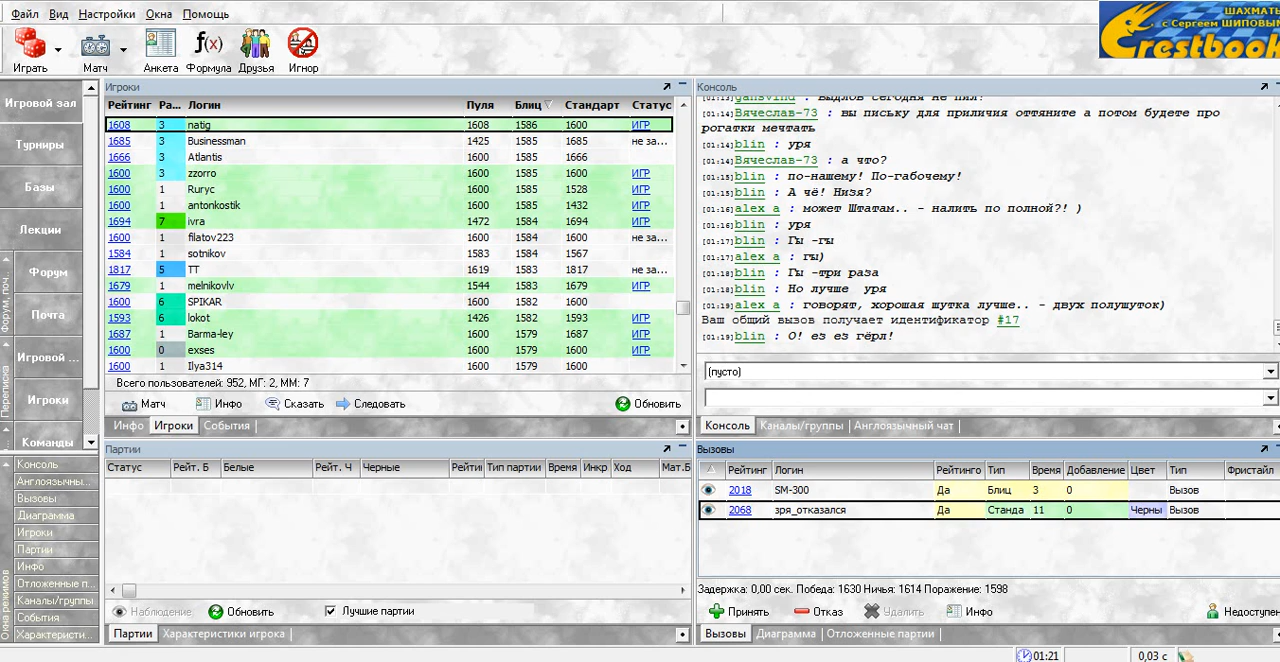 Файл Вид Настройки Окна Помощь
ШАХМАТЫ
с Сергеем ШИПОВЫМ
Crestbook
Играть Матч Анкета Формула Друзья Игнор
f(x)
Игровой зал
Турниры
Базы
Лекции
Форум, поч...
Форум
Почта
Переписка
Игровой ...
Игроки
Команды
Окна режимов
Консоль
Англоязычны...
Вызовы
Диаграмма
Игроки
Партии
Инфо
Отложенные п...
Каналы/группы
События
Характеристи...
Игроки
Рейтинг Ра... Логин Пуля Блиц Стандарт Статус
1608 3 natig 1608 1586 1600 ИГР
1685 3 Businessman 1425 1585 1685 не за...
1666 3 Atlantis 1600 1585 1666
1600 3 zzorro 1600 1585 1600 ИГР
1600 1 Ruryc 1600 1585 1528 ИГР
1600 1 antonkostik 1600 1585 1432 ИГР
1694 7 ivra 1472 1584 1694 ИГР
1600 1 filatov223 1600 1584 1600 не за...
1584 1 sotnikov 1583 1584 1567
1817 5 TT 1619 1583 1817 не за...
1679 1 melnikovlv 1544 1583 1679 ИГР
1600 6 SPIKAR 1600 1582 1600
1593 6 lokot 1426 1582 1593 ИГР
1687 1 Barma-ley 1600 1579 1687 ИГР
1600 0 exses 1600 1579 1600 ИГР
1600 1 Ilya314 1600 1579 1600
Всего пользователей: 952, МГ: 2, ММ: 7
Матч Инфо Сказать Следовать Обновить
Инфо Игроки События
Консоль
[01:13]gansvind : Выдлов сегодня не пил!
[01:14]Вячеслав-73 : вы письку для приличия оттяните а потом будете про
рогатки мечтать
[01:14]blin : уря
[01:14]Вячеслав-73 : а что?
[01:15]blin : по-нашему! По-габочему!
[01:15]blin : А чё! Низя?
[01:16]alex a : может Штатам.. - налить по полной?! )
[01:16]blin : уря
[01:17]blin : Гы -гы
[01:17]alex a : гы)
[01:18]blin : Гы -три раза
[01:18]blin : Но лучше уря
[01:19]alex a : говорят, хорошая шутка лучше.. - двух полушуток)
Ваш общий вызов получает идентификатор #17
[01:19]blin : О! ез ез гёрл!
(пусто)
Консоль Каналы/группы Англоязычный чат
Партии
Статус Рейт. Б Белые Рейт. Ч Черные Рейтин Тип партии Время Инкр Ход Мат.Б
Наблюдение Обновить Лучшие партии
Партии Характеристики игрока
Вызовы
Рейтинг Логин Рейтинго Тип Время Добавление Цвет Тип Фристайл
2018 SM-300 Да Блиц 3 0 Вызов
2068 зря_отказался Да Станда 11 0 Черны Вызов
Задержка: 0,00 сек. Победа: 1630 Ничья: 1614 Поражение: 1598
Принять Отказ Удалить Инфо Недоступен
Вызовы Диаграмма Отложенные партии
01:21 0,03 с